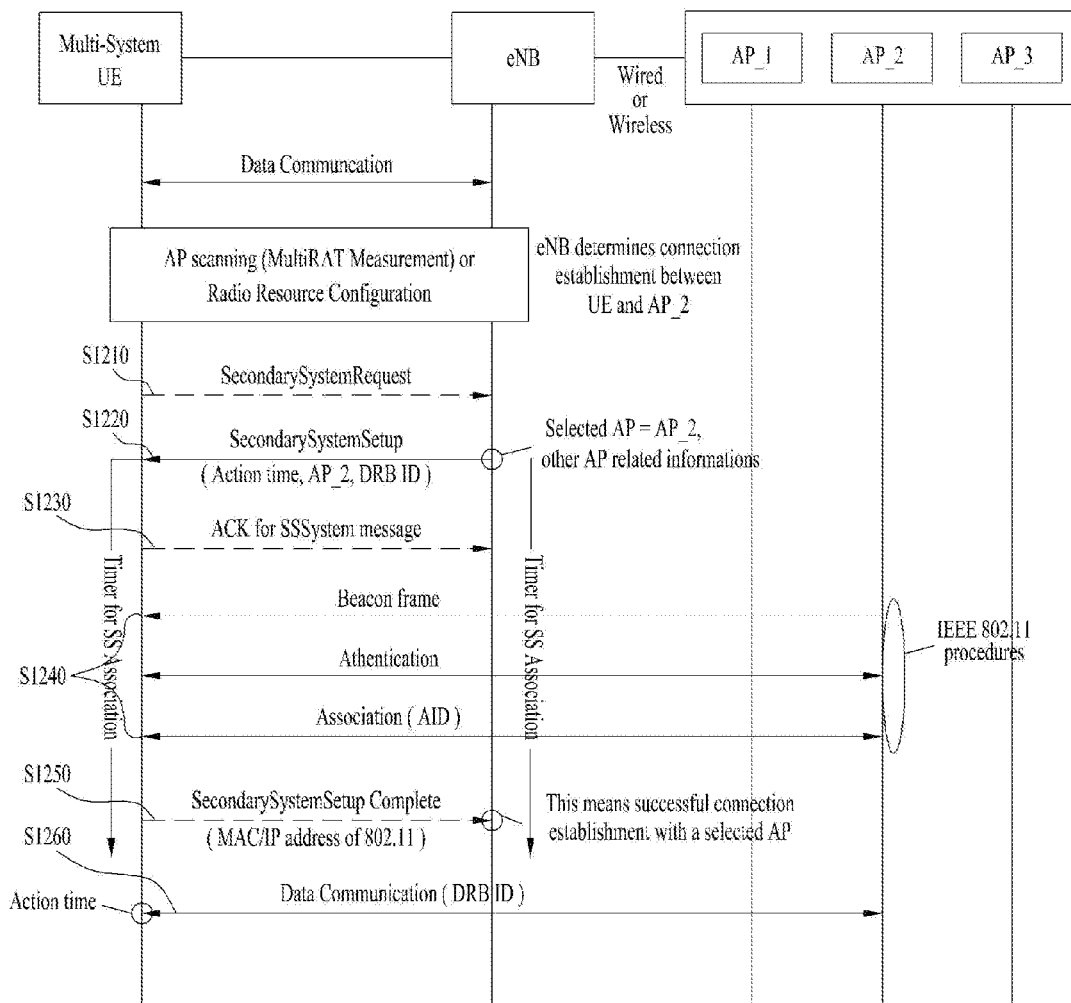 Multi-System
UE
eNB
Wired
or
Wireless
AP_1
AP_2
AP_3
Data Communcation
AP scanning (MultiRAT Measurement) or
Radio Resource Configuration
eNB determines connection
establishment between
UE and AP_2
S1210
SecondarySystemRequest
S1220
SecondarySystemSetup
( Action time, AP_2, DRB ID )
Selected AP = AP_2,
other AP related informations
S1230
ACK for SSSystem message
Timer for SS Association
Timer for SS Association
Beacon frame
IEEE 802.11
procedures
Athentication
S1240
Association ( AID )
S1250
SecondarySystemSetup Complete
( MAC/IP address of 802.11 )
This means successful connection
establishment with a selected AP
S1260
Data Communication ( DRB ID )
Action time